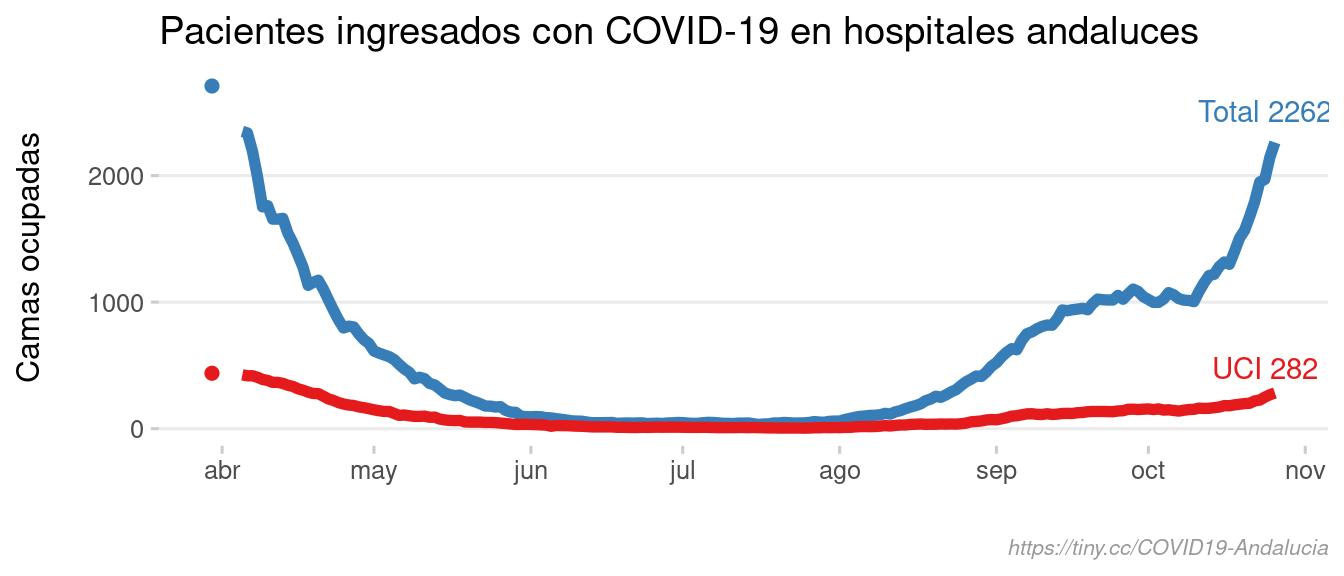 Pacientes ingresados con COVID-19 en hospitales andaluces
Camas ocupadas
2000
1000
0
Total 2262
UCI 282
abr may jun jul ago sep oct nov
https://tiny.cc/COVID19-Andalucia